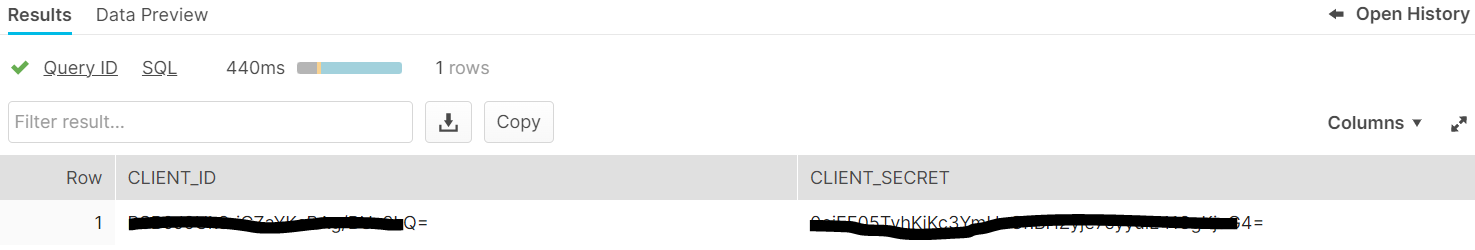 Results Data Preview Open History
Query ID SQL 440ms 1 rows
Filter result... Copy Columns
Row CLIENT_ID CLIENT_SECRET
1